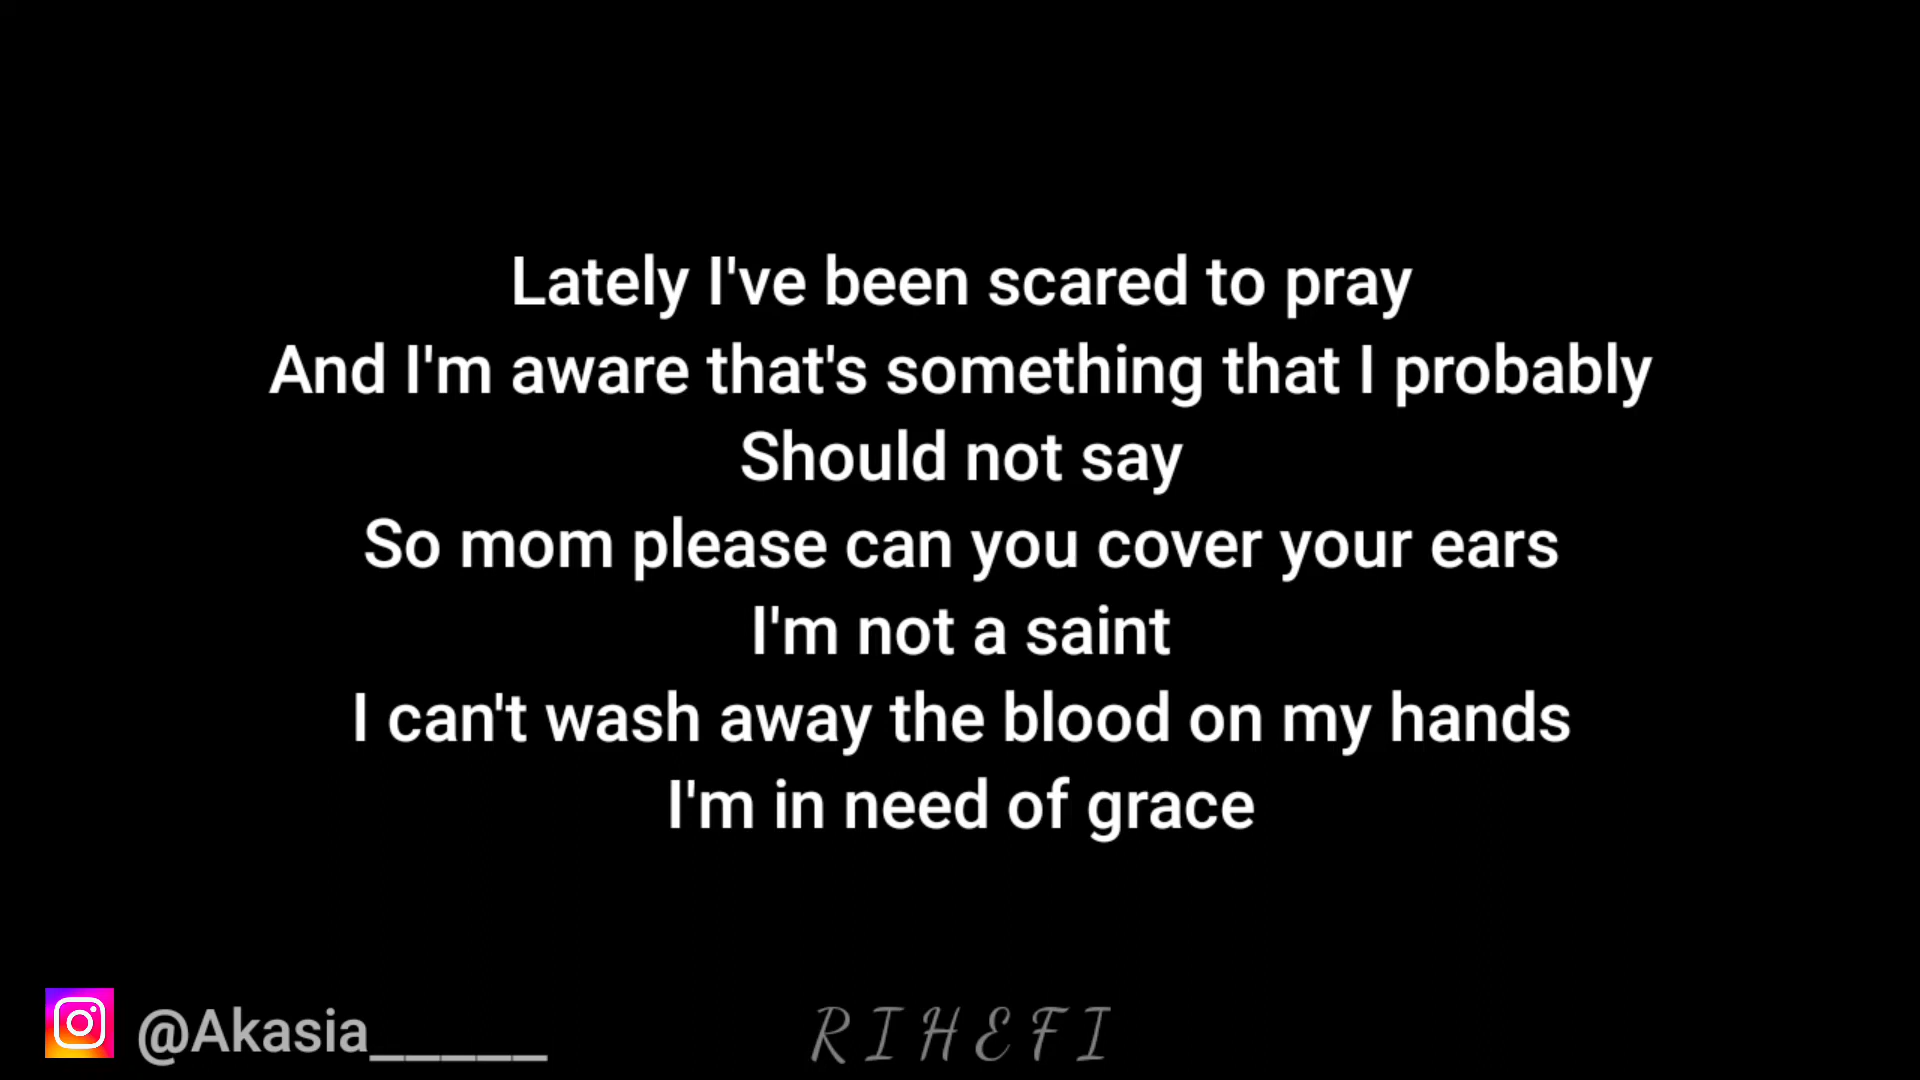 Lately I've been scared to pray
And I'm aware that's something that I probably
Should not say
So mom please can you cover your ears
I'm not a saint
I can't wash away the blood on my hands
I'm in need of grace
@Akasia_____
RIHEFI